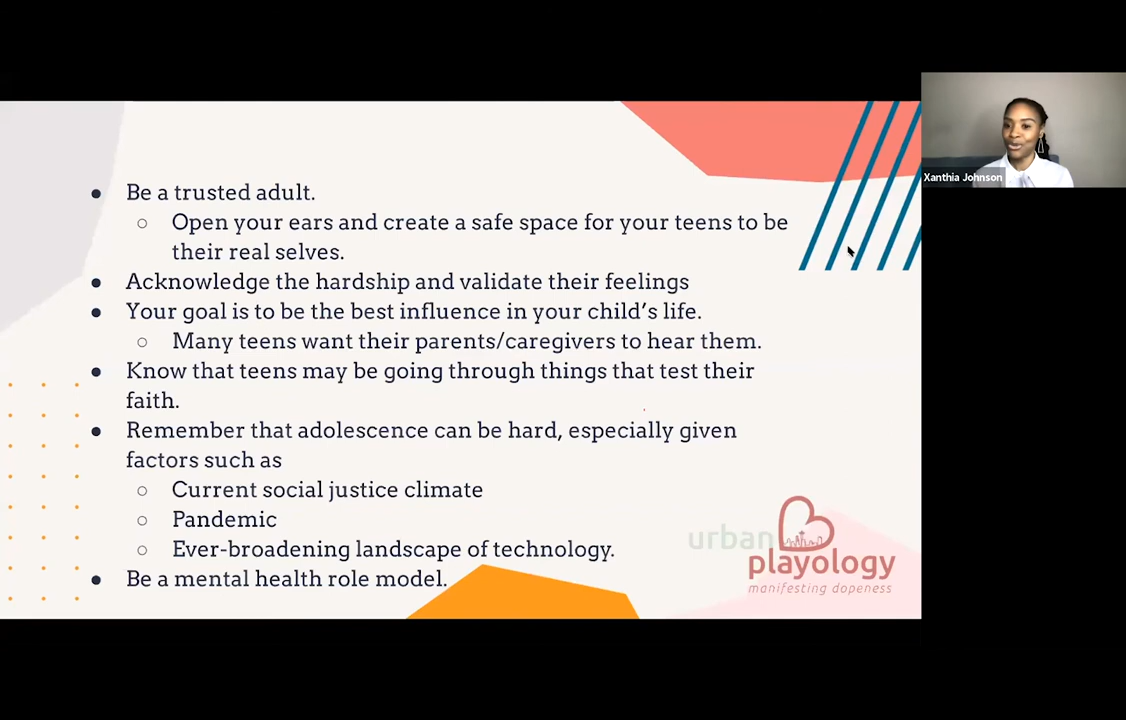 ● Be a trusted adult.
○ Open your ears and create a safe space for your teens to be
their real selves.
● Acknowledge the hardship and validate their feelings
● Your goal is to be the best influence in your child’s life.
○ Many teens want their parents/caregivers to hear them.
● Know that teens may be going through things that test their
faith.
● Remember that adolescence can be hard, especially given
factors such as
○ Current social justice climate
○ Pandemic
○ Ever-broadening landscape of technology.
● Be a mental health role model.
urban
playology
manifesting dopeness
Xanthia Johnson